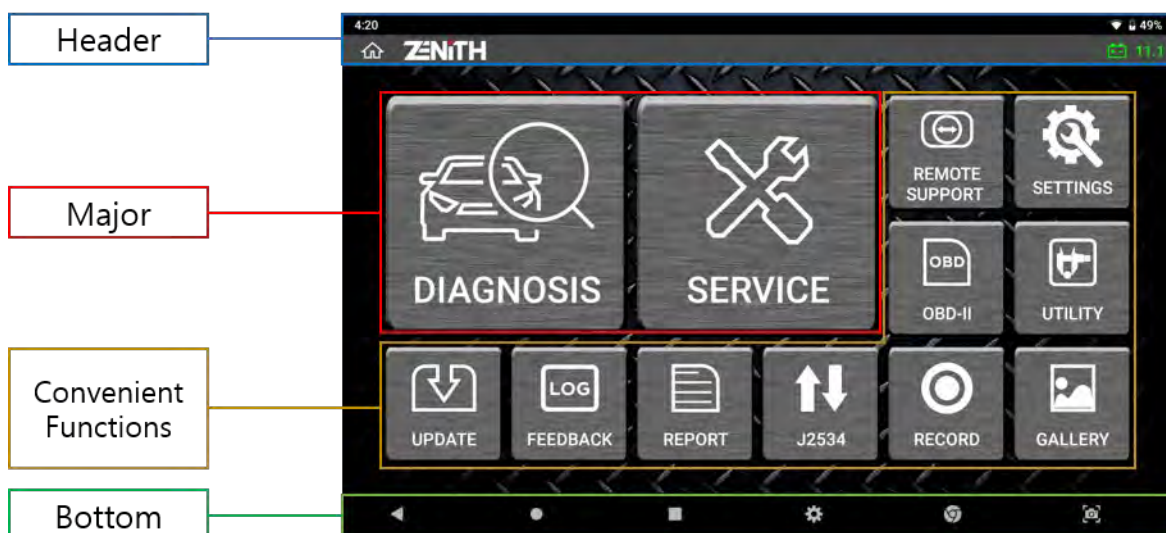 Header
4:20
49%
ZENITH
11.1
Major
DIAGNOSIS
SERVICE
REMOTE
SUPPORT
SETTINGS
OBD
OBD-II
UTILITY
Convenient
Functions
UPDATE
LOG
FEEDBACK
REPORT
J2534
RECORD
GALLERY
Bottom